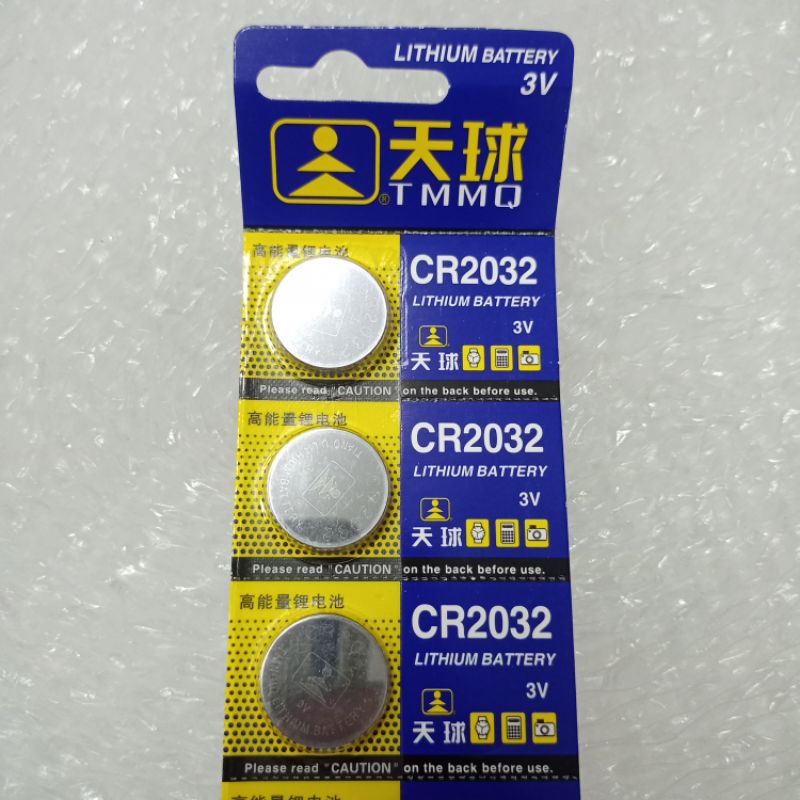 LITHIUM BATTERY
3V
天球
®TMMQ
高能量锂电池
CR2032
LITHIUM BATTERY
3V
天球
Please read "CAUTION" on the back before use.
高能量锂电池
CR2032
LITHIUM BATTERY
3V
天球
Please read "CAUTION" on the back before use.
高能量锂电池
CR2032
LITHIUM BATTERY
3V
3V
LITHIUM BATTERY
天球
Please read "CAUTION" on the back before use.